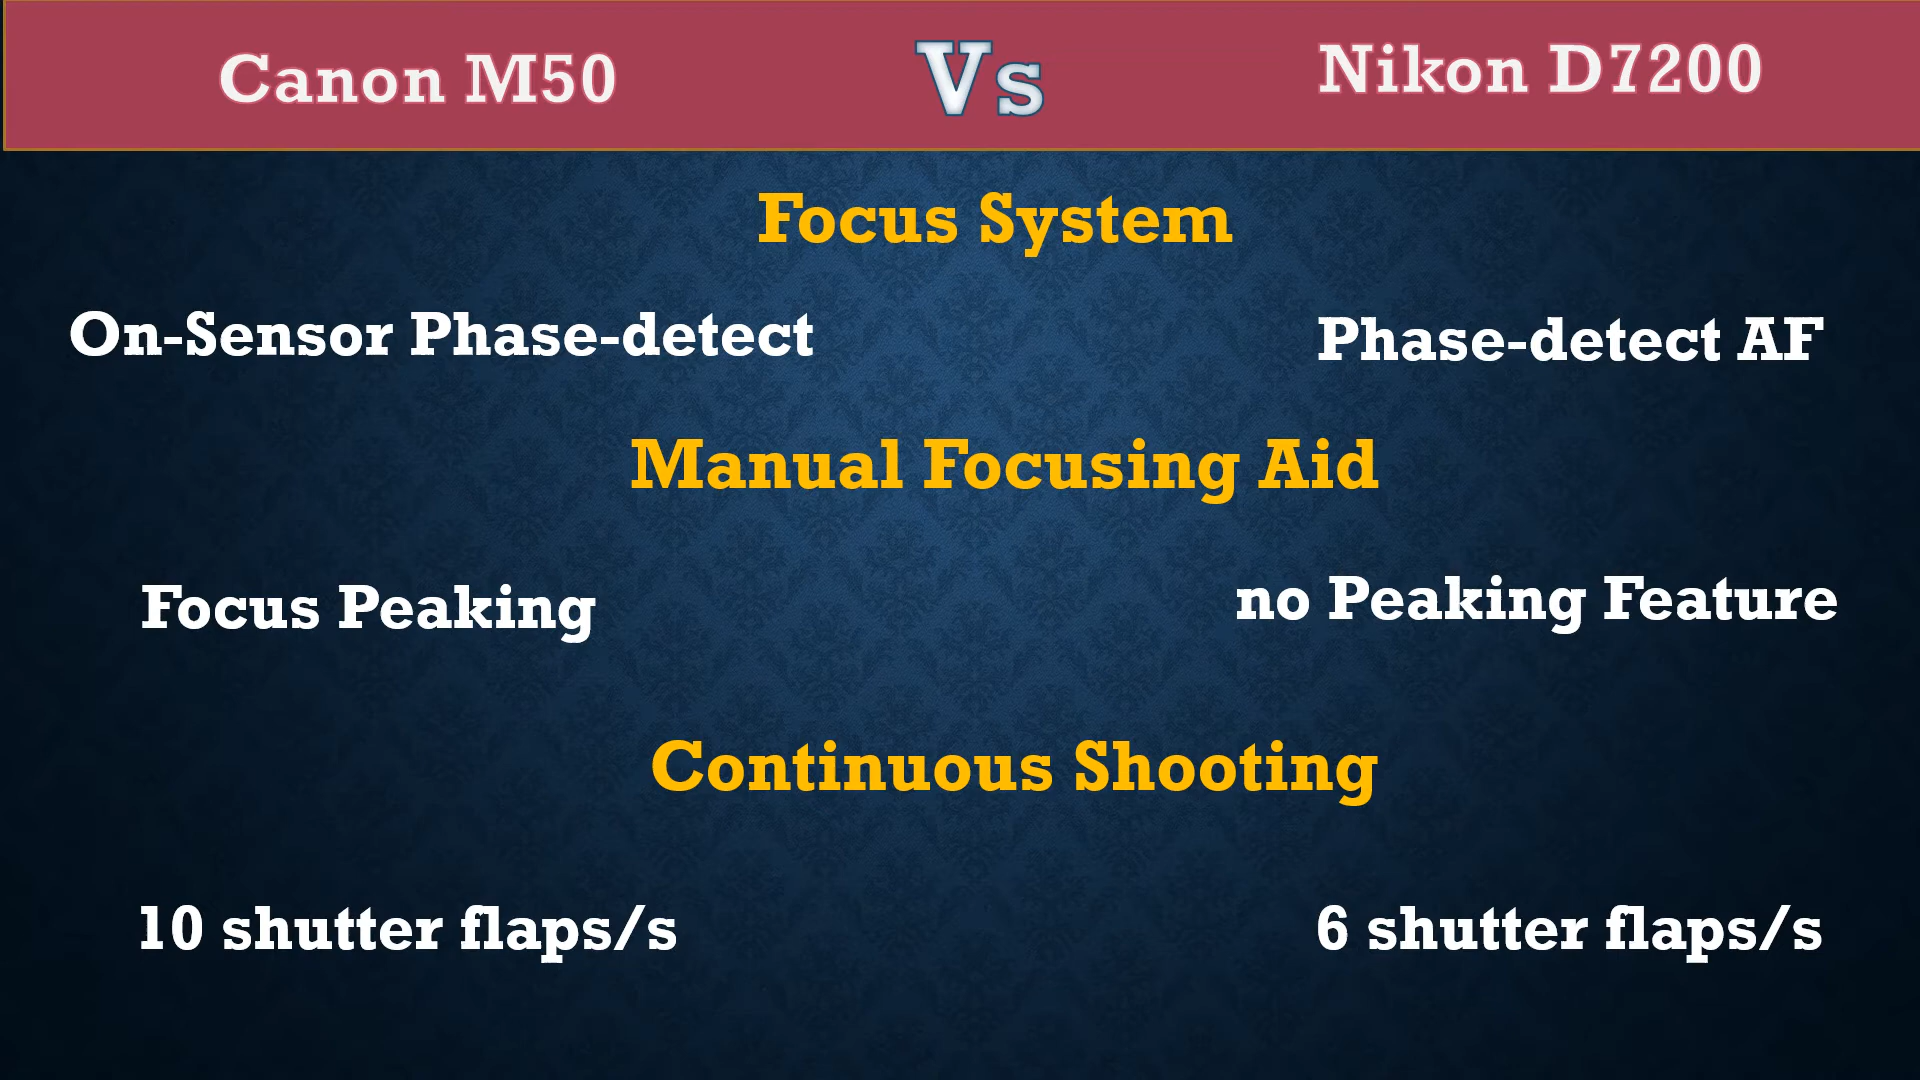 Canon M50 Vs Nikon D7200
Focus System
On-Sensor Phase-detect Phase-detect AF
Manual Focusing Aid
Focus Peaking no Peaking Feature
Continuous Shooting
10 shutter flaps/s 6 shutter flaps/s